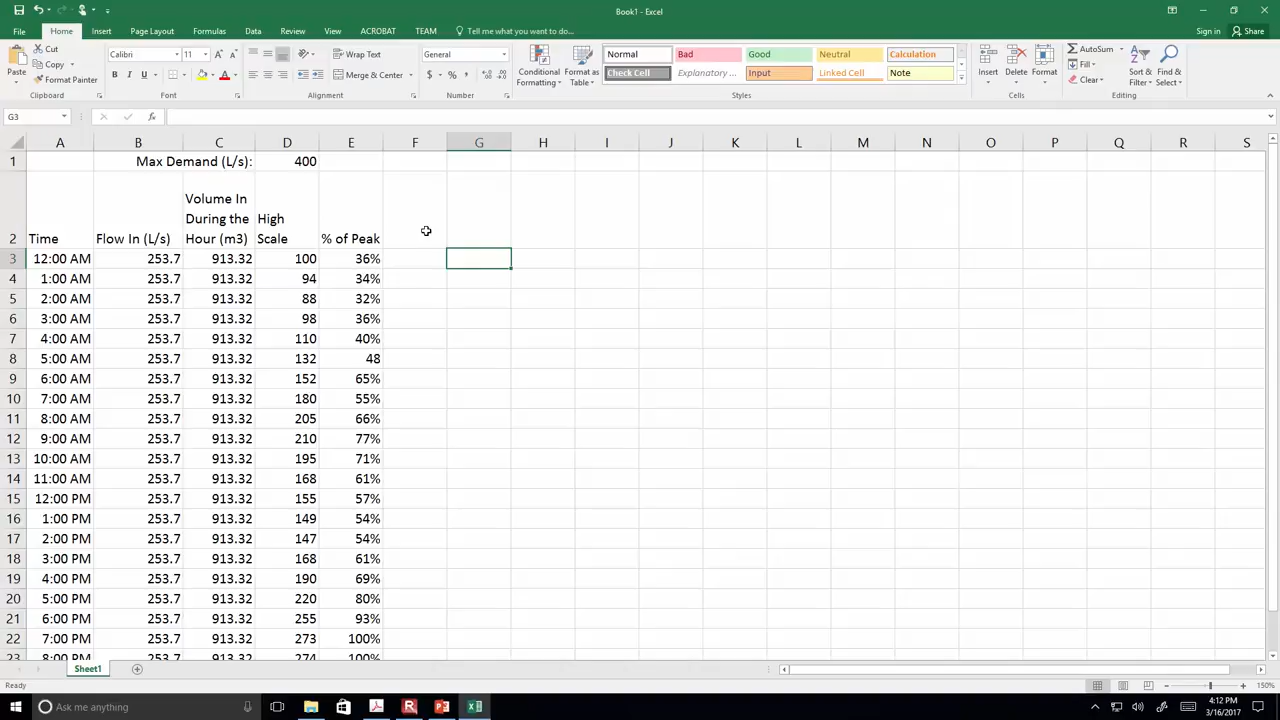 Book1 - Excel
File Home Insert Page Layout Formulas Data Review View ACROBAT TEAM Tell me what you want to do... Sign in Share
Paste Cut Copy Format Painter Clipboard
Calibri 11 B I U Font
Wrap Text Merge & Center Alignment
General $ % , Number
Conditional Formatting Format as Table
Normal Bad Good Neutral Calculation
Check Cell Explanatory ... Input Linked Cell Note
Styles
Insert Delete Format Cells
AutoSum Fill Clear Sort & Filter Find & Select Editing
G3 fx
A B C D E F G H I J K L M N O P Q R S
1 Max Demand (L/s): 400
2 Time Flow In (L/s) Volume In During the Hour (m3) High Scale % of Peak
3 12:00 AM 253.7 913.32 100 36%
4 1:00 AM 253.7 913.32 94 34%
5 2:00 AM 253.7 913.32 88 32%
6 3:00 AM 253.7 913.32 98 36%
7 4:00 AM 253.7 913.32 110 40%
8 5:00 AM 253.7 913.32 132 48
9 6:00 AM 253.7 913.32 152 65%
10 7:00 AM 253.7 913.32 180 55%
11 8:00 AM 253.7 913.32 205 66%
12 9:00 AM 253.7 913.32 210 77%
13 10:00 AM 253.7 913.32 195 71%
14 11:00 AM 253.7 913.32 168 61%
15 12:00 PM 253.7 913.32 155 57%
16 1:00 PM 253.7 913.32 149 54%
17 2:00 PM 253.7 913.32 147 54%
18 3:00 PM 253.7 913.32 168 61%
19 4:00 PM 253.7 913.32 190 69%
20 5:00 PM 253.7 913.32 220 80%
21 6:00 PM 253.7 913.32 255 93%
22 7:00 PM 253.7 913.32 273 100%
23 8:00 PM 253.7 913.32 274 100%
Sheet1
Ready 150%
Ask me anything 4:12 PM
3/16/2017